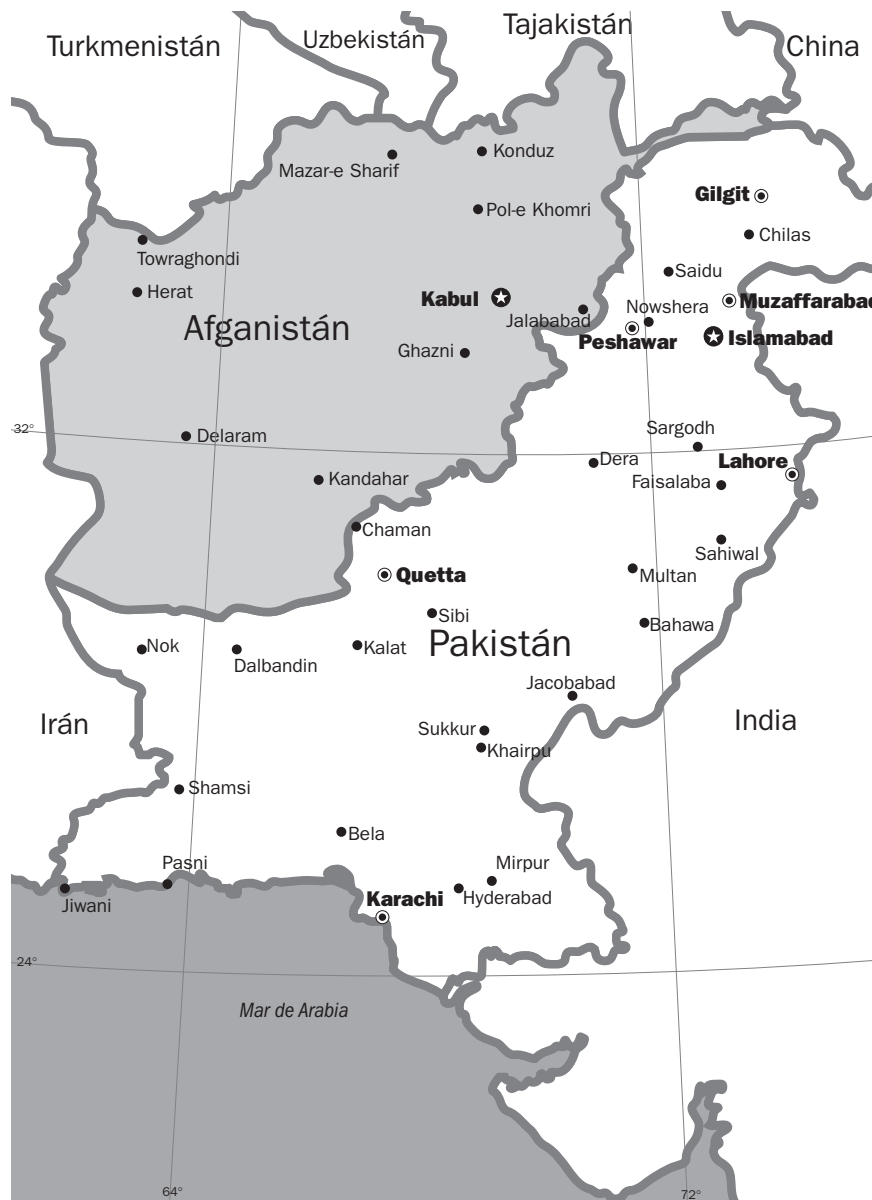 Turkmenistán
Uzbekistán
Tajakistán
China
Mazar-e Sharif
Konduz
Gilgit
Pol-e Khomri
Chilas
Towraghondi
Saidu
Herat
Kabul
Muzaffarabad
Nowshera
Jalababad
Afganistán
Peshawar
Islamabad
Ghazni
32°
Delaram
Sargodh
Dera
Lahore
Kandahar
Faisalaba
Chaman
Sahiwal
Quetta
Multan
Sibi
Bahawa
Nok
Kalat
Pakistán
Dalbandin
Jacobabad
Irán
India
Sukkur
Khairpu
Shamsi
Bela
Pasni
Mirpur
Jiwani
Karachi
Hyderabad
24°
Mar de Arabia
64°
72°